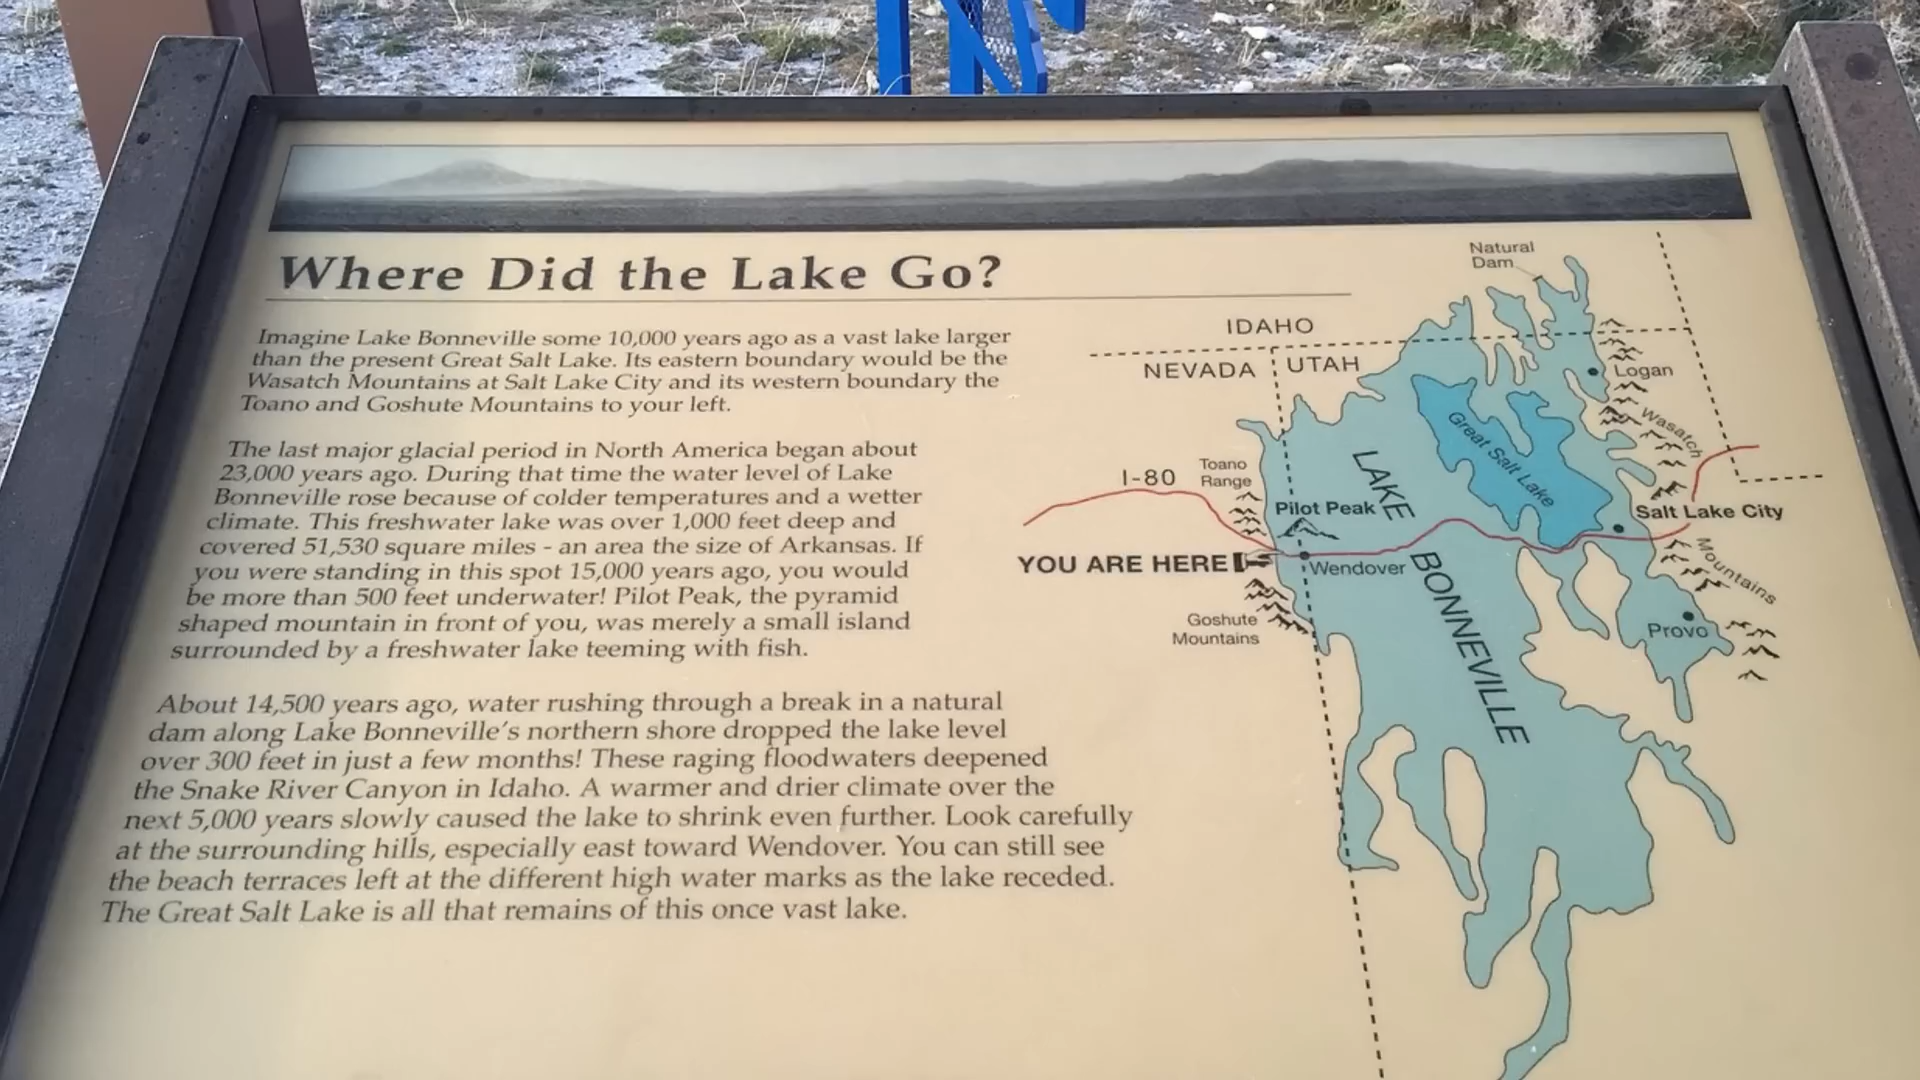 Where Did the Lake Go?
Imagine Lake Bonneville some 10,000 years ago as a vast lake larger
than the present Great Salt Lake. Its eastern boundary would be the
Wasatch Mountains at Salt Lake City and its western boundary the
Toano and Goshute Mountains to your left.
The last major glacial period in North America began about
23,000 years ago. During that time the water level of Lake
Bonneville rose because of colder temperatures and a wetter
climate. This freshwater lake was over 1,000 feet deep and
covered 51,530 square miles - an area the size of Arkansas. If
you were standing in this spot 15,000 years ago, you would
be more than 500 feet underwater! Pilot Peak, the pyramid
shaped mountain in front of you, was merely a small island
surrounded by a freshwater lake teeming with fish.
About 14,500 years ago, water rushing through a break in a natural
dam along Lake Bonneville's northern shore dropped the lake level
over 300 feet in just a few months! These raging floodwaters deepened
the Snake River Canyon in Idaho. A warmer and drier climate over the
next 5,000 years slowly caused the lake to shrink even further. Look carefully
at the surrounding hills, especially east toward Wendover. You can still see
the beach terraces left at the different high water marks as the lake receded.
The Great Salt Lake is all that remains of this once vast lake.
Natural
Dam
IDAHO
NEVADA
UTAH
Logan
Wasatch
Great Salt Lake
LAKE
Toano
Range
I-80
Pilot Peak
Salt Lake City
YOU ARE HERE
Wendover
Mountains
BONNEVILLE
Goshute
Mountains
Provo